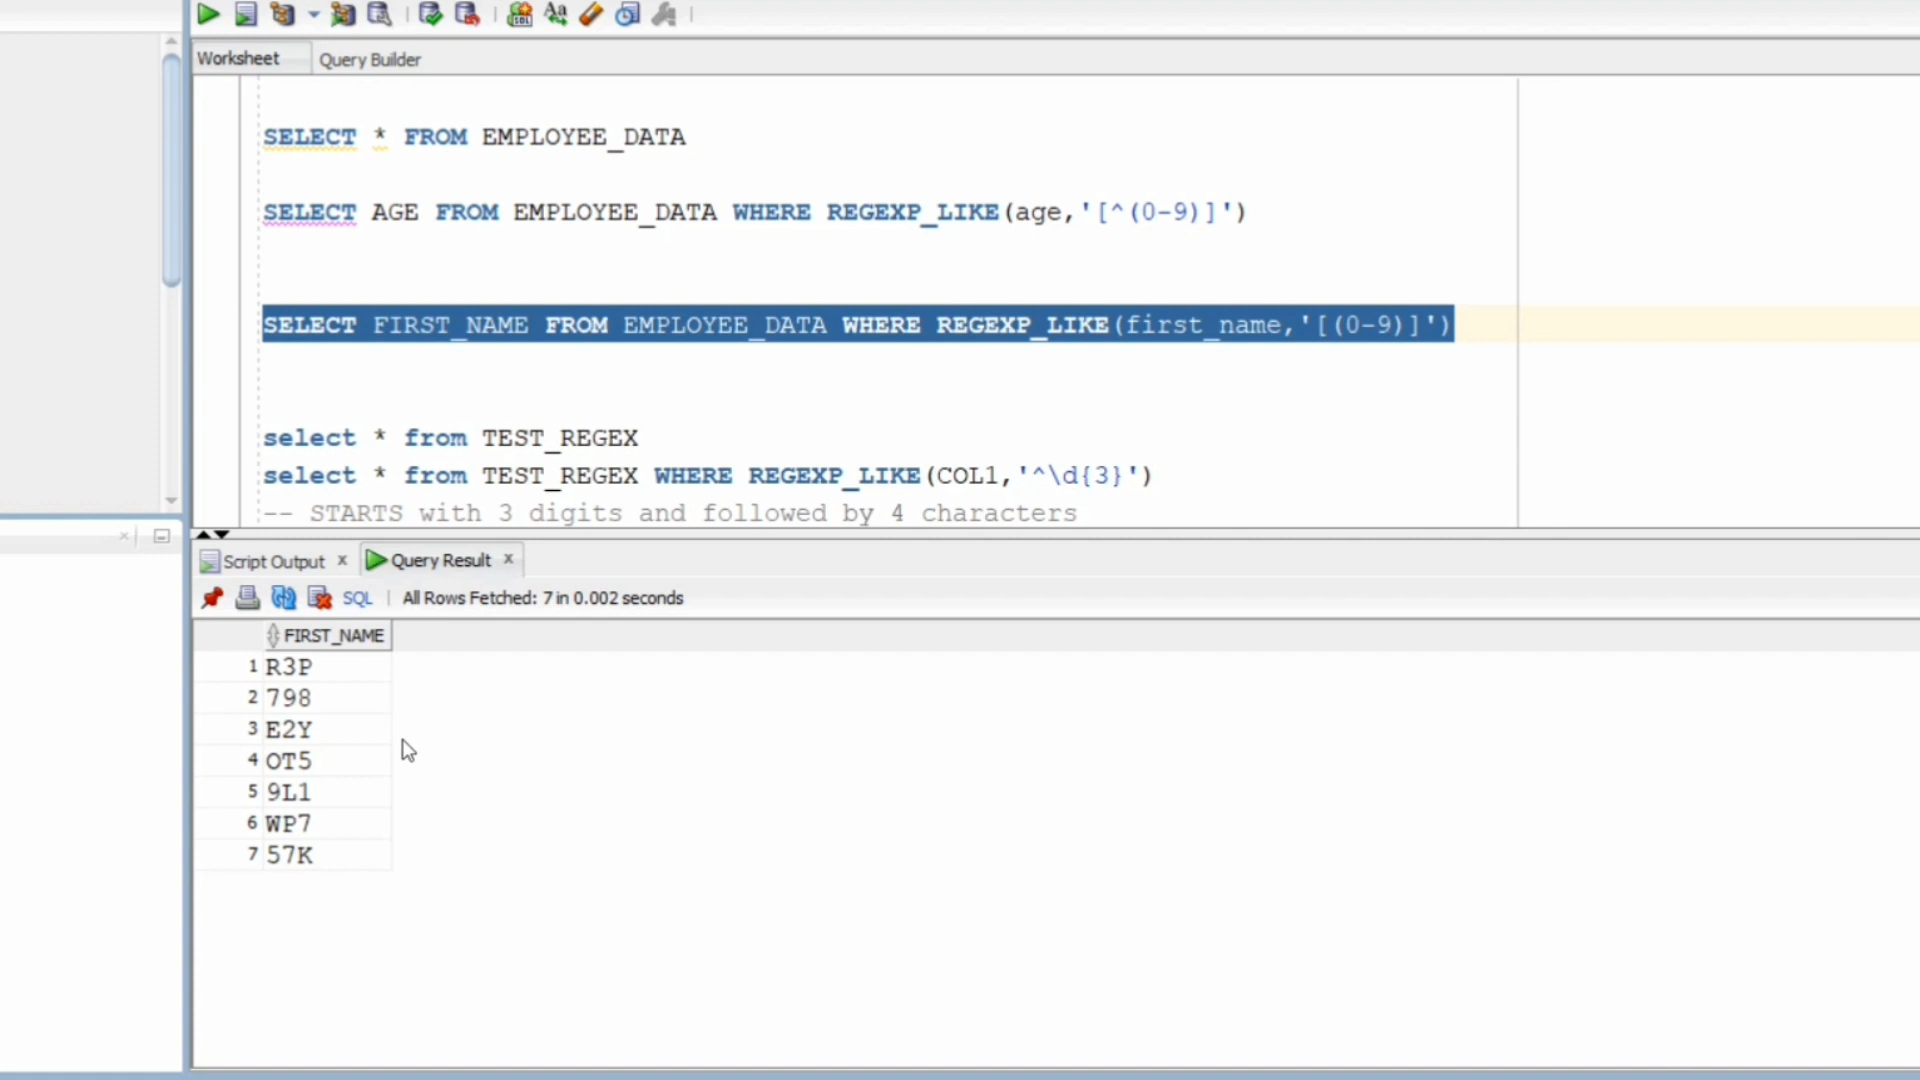 Worksheet Query Builder
SELECT * FROM EMPLOYEE_DATA
SELECT AGE FROM EMPLOYEE_DATA WHERE REGEXP_LIKE(age,'[^(0-9)]')
SELECT FIRST_NAME FROM EMPLOYEE_DATA WHERE REGEXP_LIKE(first_name,'[(0-9)]')
select * from TEST_REGEX
select * from TEST_REGEX WHERE REGEXP_LIKE(COL1,'^\d{3}')
-- STARTS with 3 digits and followed by 4 characters
Script Output x Query Result x
SQL | All Rows Fetched: 7 in 0.002 seconds
FIRST_NAME
1 R3P
2 798
3 E2Y
4 OT5
5 9L1
6 WP7
7 57K